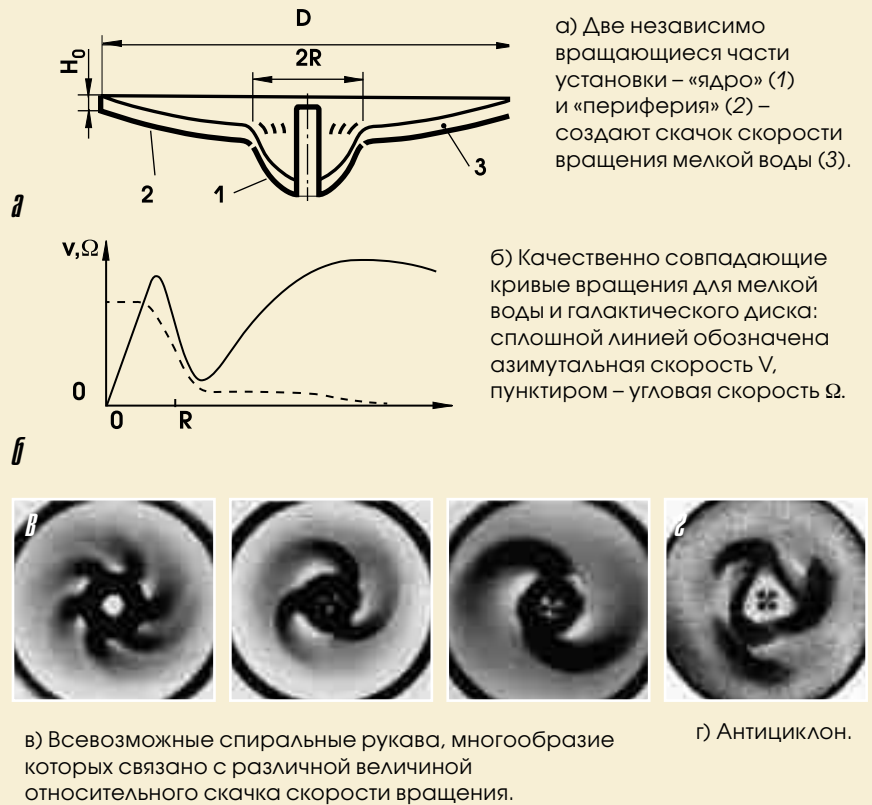 D
2R
H₀
2
1
3
а
а) Две независимо
вращающиеся части
установки – «ядро» (1)
и «периферия» (2) –
создают скачок скорости
вращения мелкой воды (3).
v,Ω
0
0
R
б
б) Качественно совпадающие
кривые вращения для мелкой
воды и галактического диска:
сплошной линией обозначена
азимутальная скорость V,
пунктиром – угловая скорость Ω.
в
г
в) Всевозможные спиральные рукава, многообразие
которых связано с различной величиной
относительного скачка скорости вращения.
г) Антициклон.